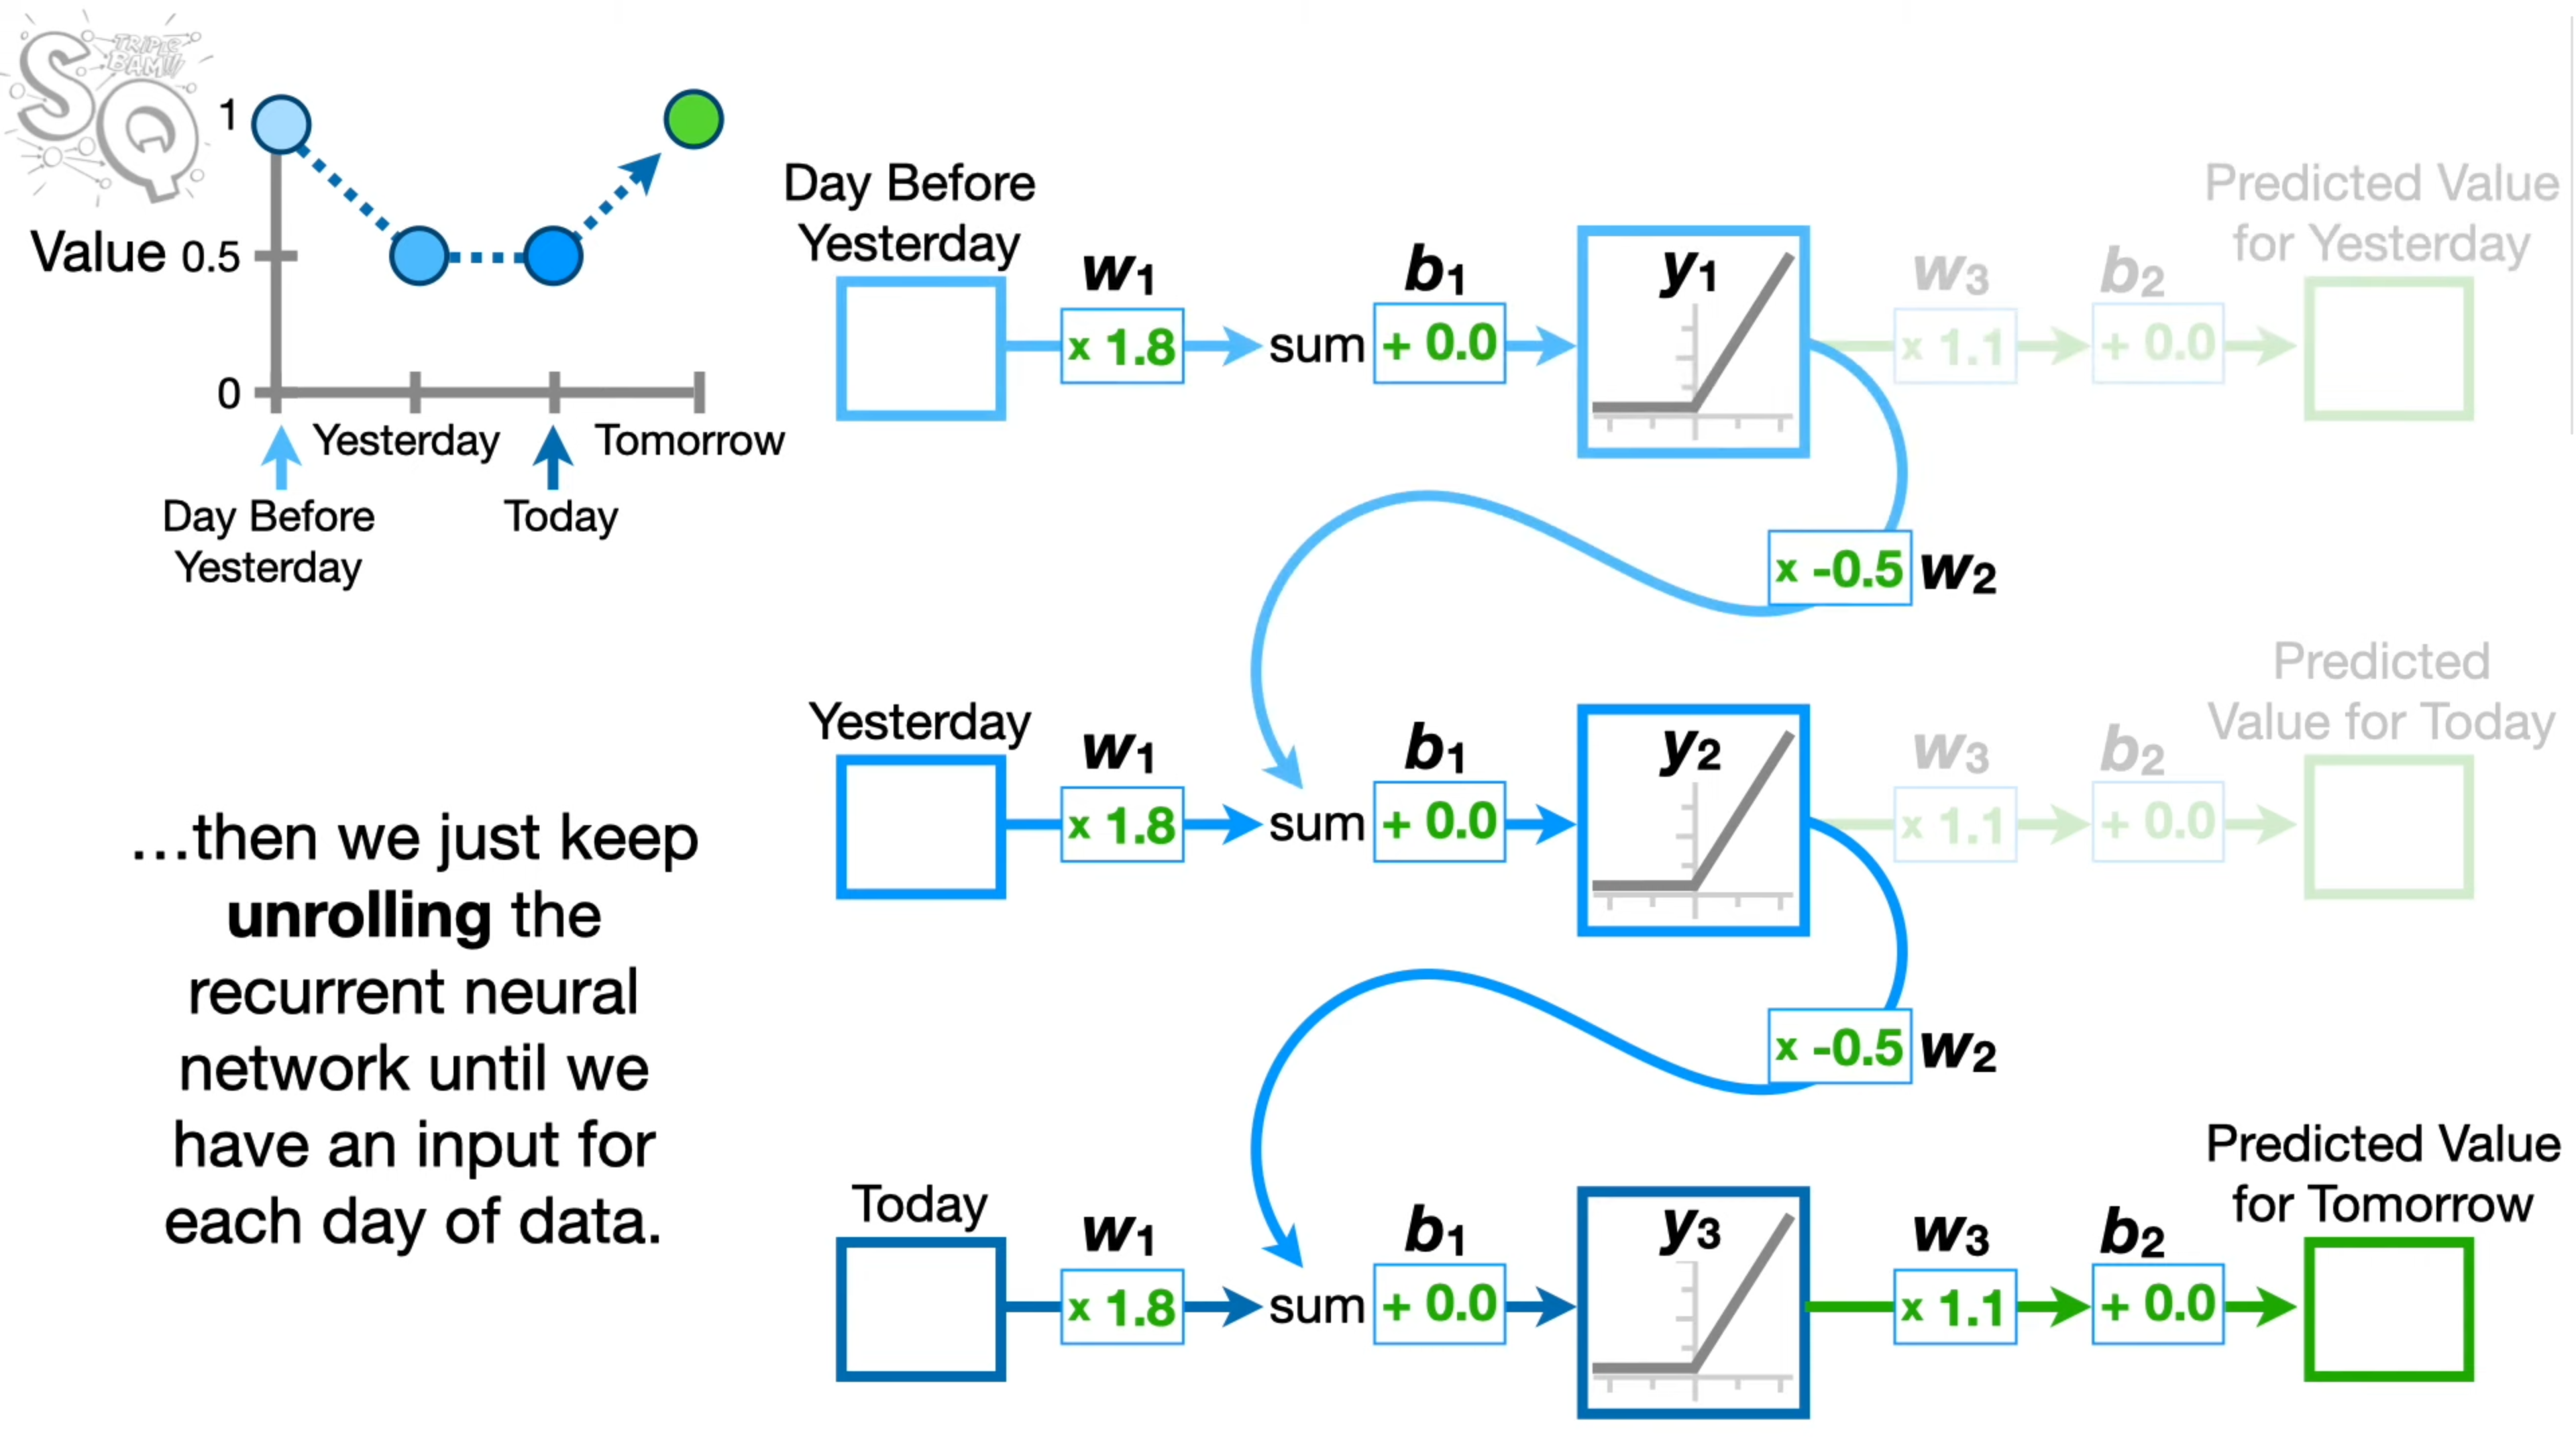 SQ
TRIPLE
BAM!!!
1
Value 0.5
0
Yesterday
Tomorrow
Day Before
Yesterday
Today
...then we just keep
unrolling the
recurrent neural
network until we
have an input for
each day of data.
Day Before
Yesterday
w1
x 1.8
sum
b1
+ 0.0
y1
w3
x 1.1
b2
+ 0.0
Predicted Value
for Yesterday
x -0.5 w2
Yesterday
w1
x 1.8
sum
b1
+ 0.0
y2
w3
x 1.1
b2
+ 0.0
Predicted
Value for Today
x -0.5 w2
Today
w1
x 1.8
sum
b1
+ 0.0
y3
w3
x 1.1
b2
+ 0.0
Predicted Value
for Tomorrow